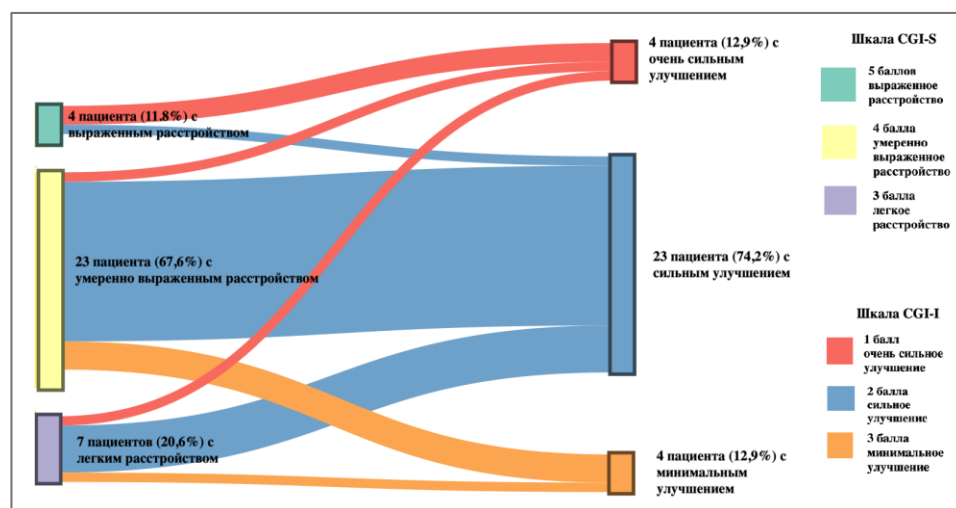 4 пациента (11.8%) с
выраженным расстройством
23 пациента (67,6%) с
умеренно выраженным расстройством
7 пациентов (20,6%) с
легким расстройством
4 пациента (12,9%) с
очень сильным
улучшением
23 пациента (74,2%) с
сильным улучшением
4 пациента (12,9%) с
минимальным
улучшением
Шкала CGI-S
5 баллов
выраженное
расстройство
4 балла
умеренно
выраженное
расстройство
3 балла
легкое
расстройство
Шкала CGI-I
1 балл
очень сильное
улучшение
2 балла
сильное
улучшение
3 балла
минимальное
улучшение